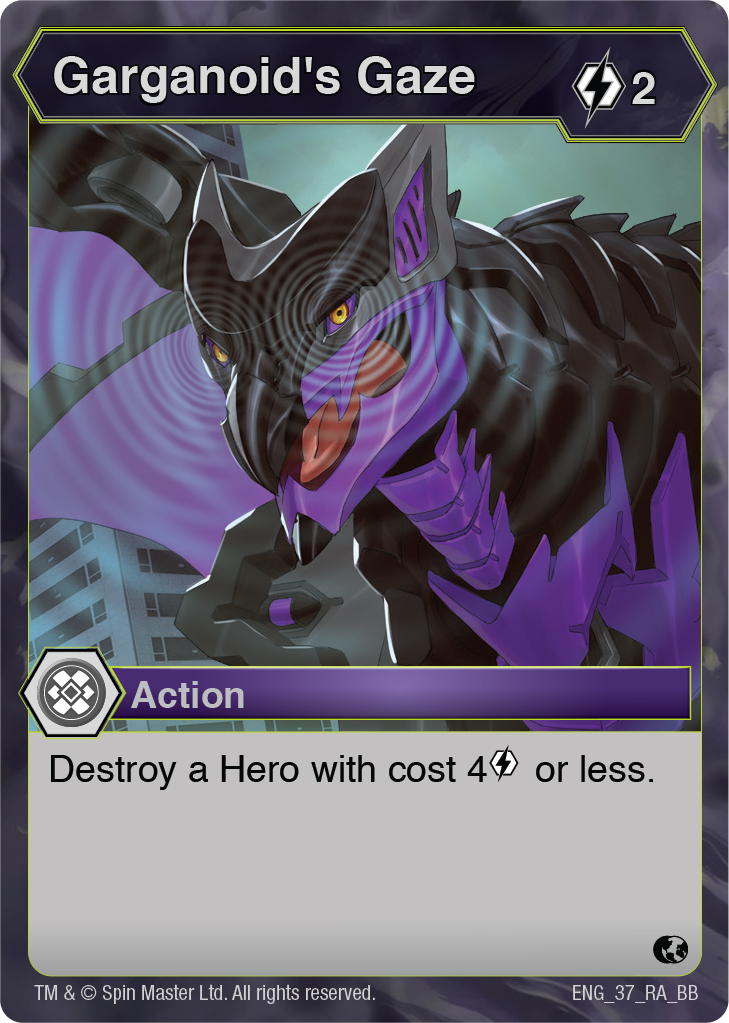 Garganoid's Gaze 2
Action
Destroy a Hero with cost 4 or less.
TM & © Spin Master Ltd. All rights reserved. ENG_37_RA_BB